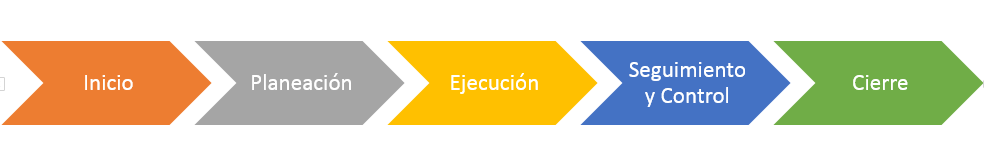 Inicio
Planeación
Ejecución
Seguimiento
y Control
Cierre